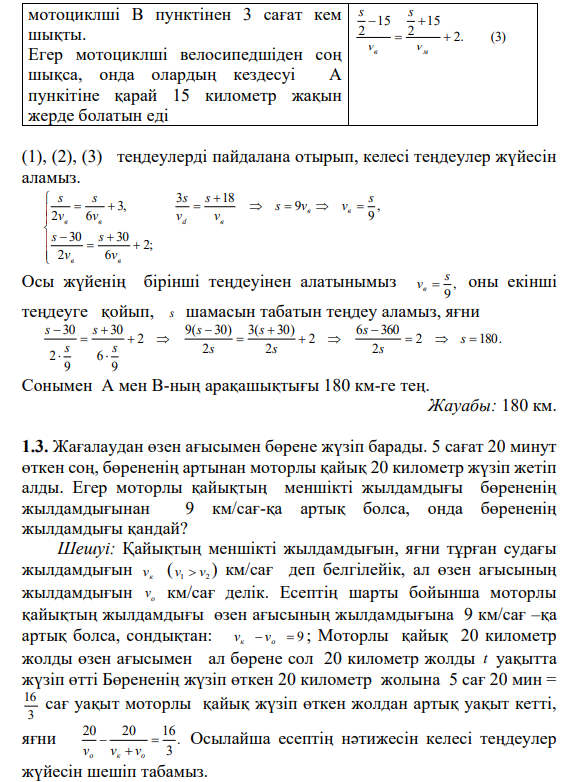 мотоциклші В пунктінен 3 сағат кем
шықты.
Егер мотоциклші велосипедшіден соң
шықса, онда олардың кездесуі А
пункітіне қарай 15 километр жақын
жерде болатын еді
(s/2 − 15)/v_в = (s/2 + 15)/v_м + 2. (3)
(1), (2), (3) теңдеулерді пайдалана отырып, келесі теңдеулер жүйесін
аламыз.
{ s/(2v_в) = s/(6v_в) + 3, 3s/v_d = (s + 18)/v_в ⇒ s = 9v_в ⇒ v_в = s/9,
(s − 30)/(2v_в) = (s + 30)/(6v_в) + 2;
Осы жүйенің бірінші теңдеуінен алатынымыз v_в = s/9, оны екінші
теңдеуге қойып, s шамасын табатын теңдеу аламыз, яғни
(s − 30)/(2·s/9) = (s + 30)/(6·s/9) + 2 ⇒ 9(s − 30)/2s = 3(s + 30)/2s + 2 ⇒ (6s − 360)/2s = 2 ⇒ s = 180.
Сонымен А мен В-ның арақашықтығы 180 км-ге тең.
Жауабы: 180 км.
1.3. Жағалаудан өзен ағысымен бөрене жүзіп барады. 5 сағат 20 минут
өткен соң, бөрененің артынан моторлы қайық 20 километр жүзіп жетіп
алды. Егер моторлы қайықтың меншікті жылдамдығы бөрененің
жылдамдығынан 9 км/сағ-қа артық болса, онда бөрененің
жылдамдығы қандай?
Шешуі: Қайықтың меншікті жылдамдығын, яғни тұрған судағы
жылдамдығын v_к (v₁ > v₂) км/сағ деп белгілейік, ал өзен ағысының
жылдамдығын v_о км/сағ делік. Есептің шарты бойынша моторлы
қайықтың жылдамдығы өзен ағысының жылдамдығына 9 км/сағ –қа
артық болса, сондықтан: v_к − v_о = 9; Моторлы қайық 20 километр
жолды өзен ағысымен ал бөрене сол 20 километр жолды t уақытта
жүзіп өтті Бөрененің жүзіп өткен 20 километр жолына 5 сағ 20 мин =
16/3 сағ уақыт моторлы қайық жүзіп өткен жолдан артық уақыт кетті,
яғни 20/v_о − 20/(v_к + v_о) = 16/3. Осылайша есептің нәтижесін келесі теңдеулер
жүйесін шешіп табамыз.